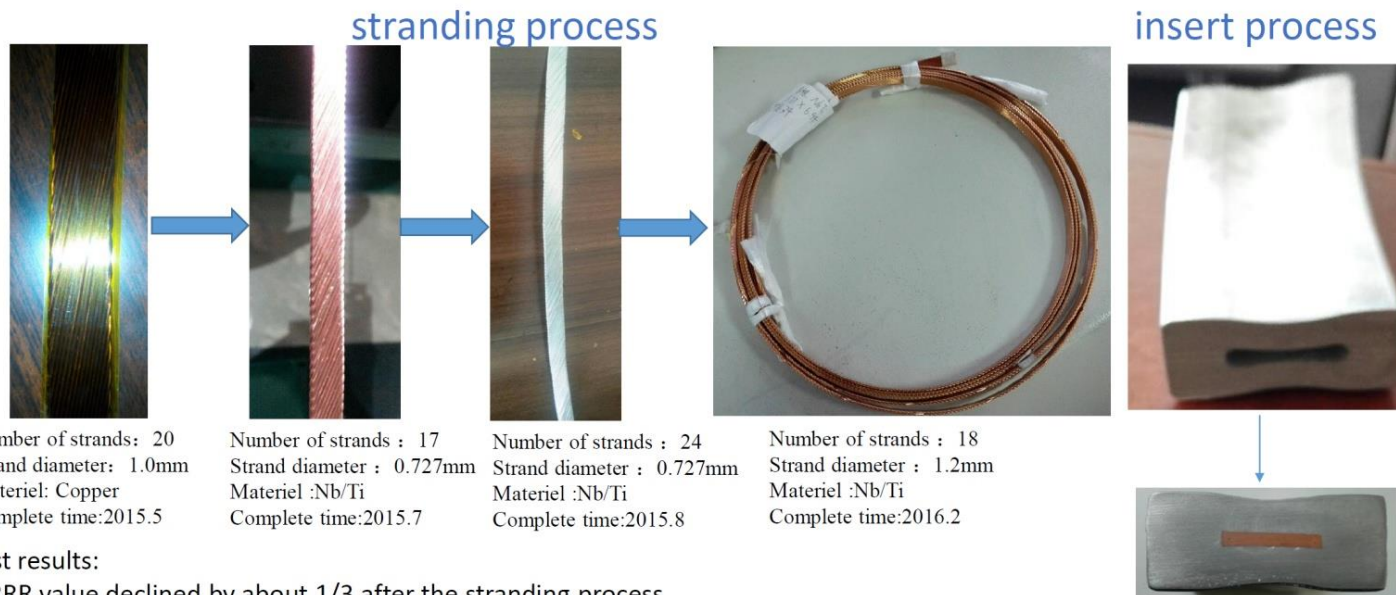 stranding process
insert process
mber of strands：20
and diameter：1.0mm
teriel: Copper
mplete time:2015.5
Number of strands：17
Strand diameter：0.727mm
Materiel :Nb/Ti
Complete time:2015.7
Number of strands：24
Strand diameter：0.727mm
Materiel :Nb/Ti
Complete time:2015.8
Number of strands：18
Strand diameter：1.2mm
Materiel :Nb/Ti
Complete time:2016.2
st results:
RRR value declined by about 1/3 after the stranding process